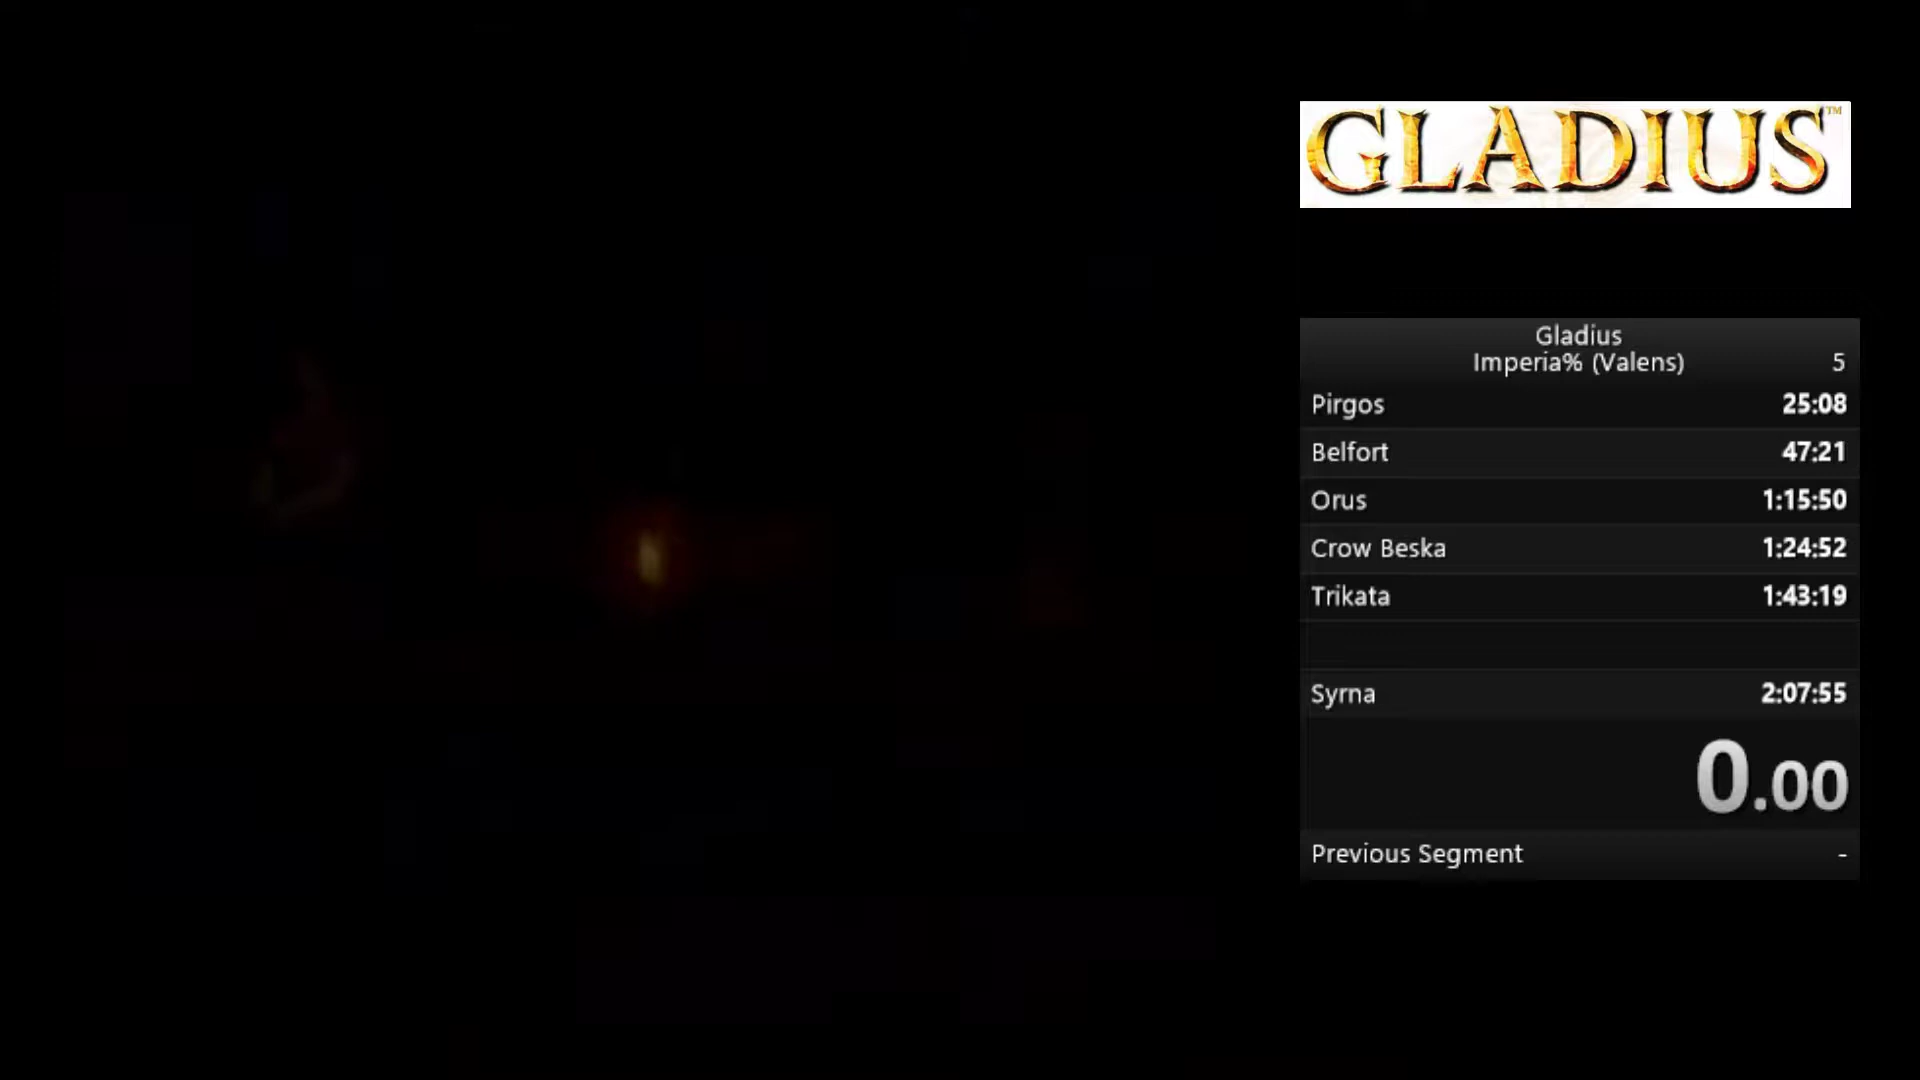 GLADIUS™
Gladius
Imperia% (Valens) 5
Pirgos 25:08
Belfort 47:21
Orus 1:15:50
Crow Beska 1:24:52
Trikata 1:43:19
Syrna 2:07:55
0.00
Previous Segment -